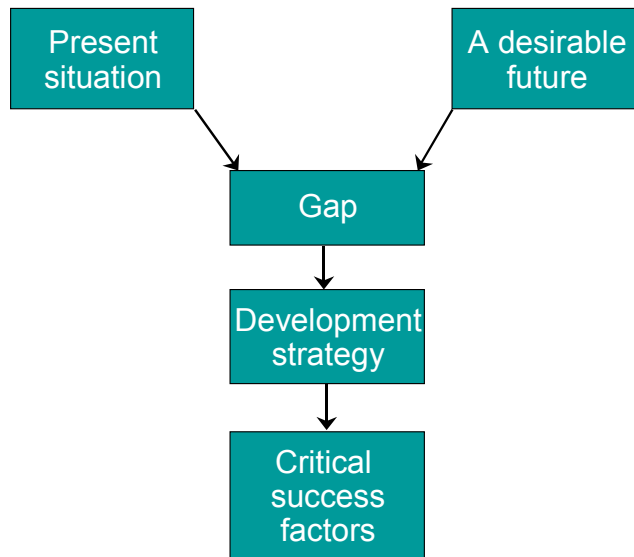 Present
situation
A desirable
future
Gap
Development
strategy
Critical
success
factors